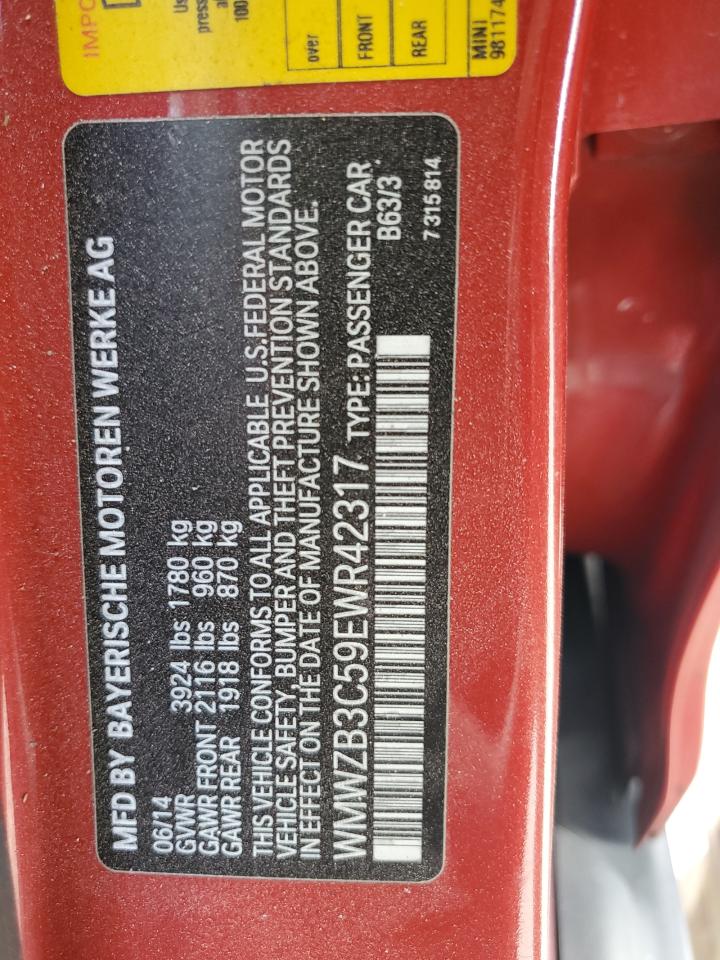 MFD BY BAYERISCHE MOTOREN WERKE AG
06/14
GVWR 3924 lbs 1780 kg
GAWR FRONT 2116 lbs 960 kg
GAWR REAR 1918 lbs 870 kg
THIS VEHICLE CONFORMS TO ALL APPLICABLE U.S.FEDERAL MOTOR
VEHICLE SAFETY, BUMPER AND THEFT PREVENTION STANDARDS
IN EFFECT ON THE DATE OF MANUFACTURE SHOWN ABOVE.
WMWZB3C59EWR42317 TYPE: PASSENGER CAR
B63/3
7 315 814
over
FRONT
REAR
MINI